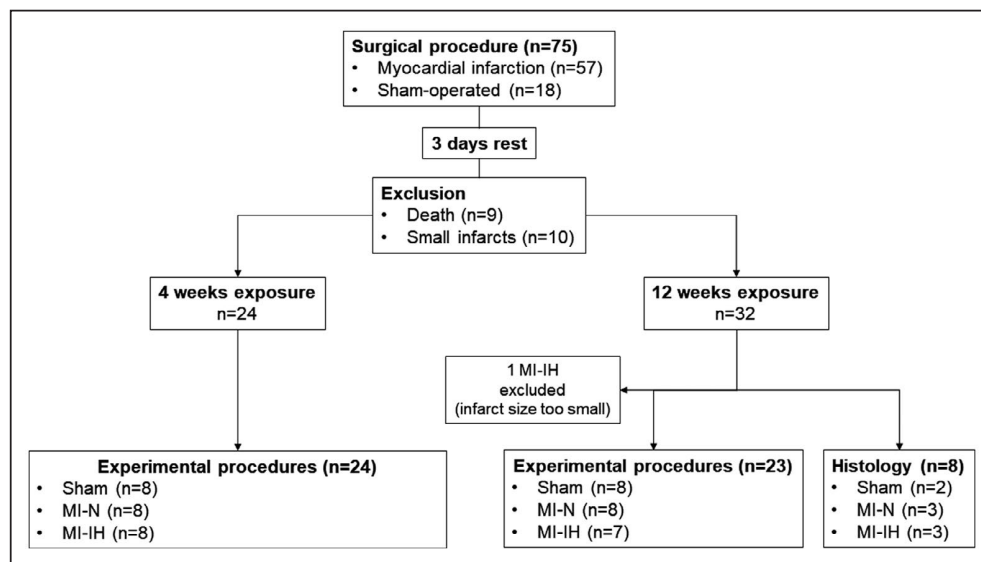 Surgical procedure (n=75)
• Myocardial infarction (n=57)
• Sham-operated (n=18)
3 days rest
Exclusion
• Death (n=9)
• Small infarcts (n=10)
4 weeks exposure
n=24
12 weeks exposure
n=32
1 MI-IH
excluded
(infarct size too small)
Experimental procedures (n=24)
• Sham (n=8)
• MI-N (n=8)
• MI-IH (n=8)
Experimental procedures (n=23)
• Sham (n=8)
• MI-N (n=8)
• MI-IH (n=7)
Histology (n=8)
• Sham (n=2)
• MI-N (n=3)
• MI-IH (n=3)